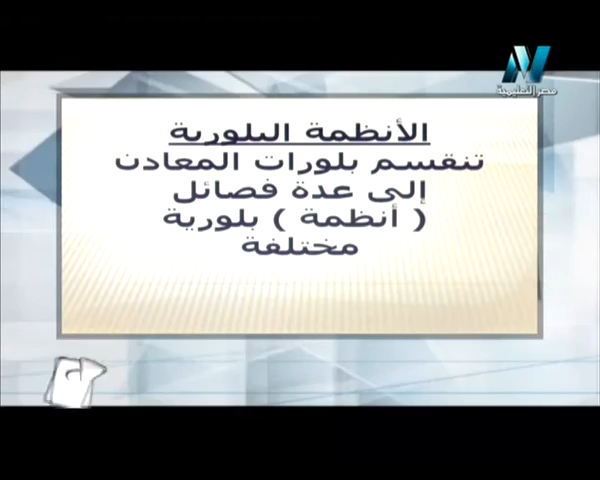 مصر التعليمية
الأنظمة البلورية
تنقسم بلورات المعادن
إلى عدة فصائل
( أنظمة ) بلورية
مختلفة